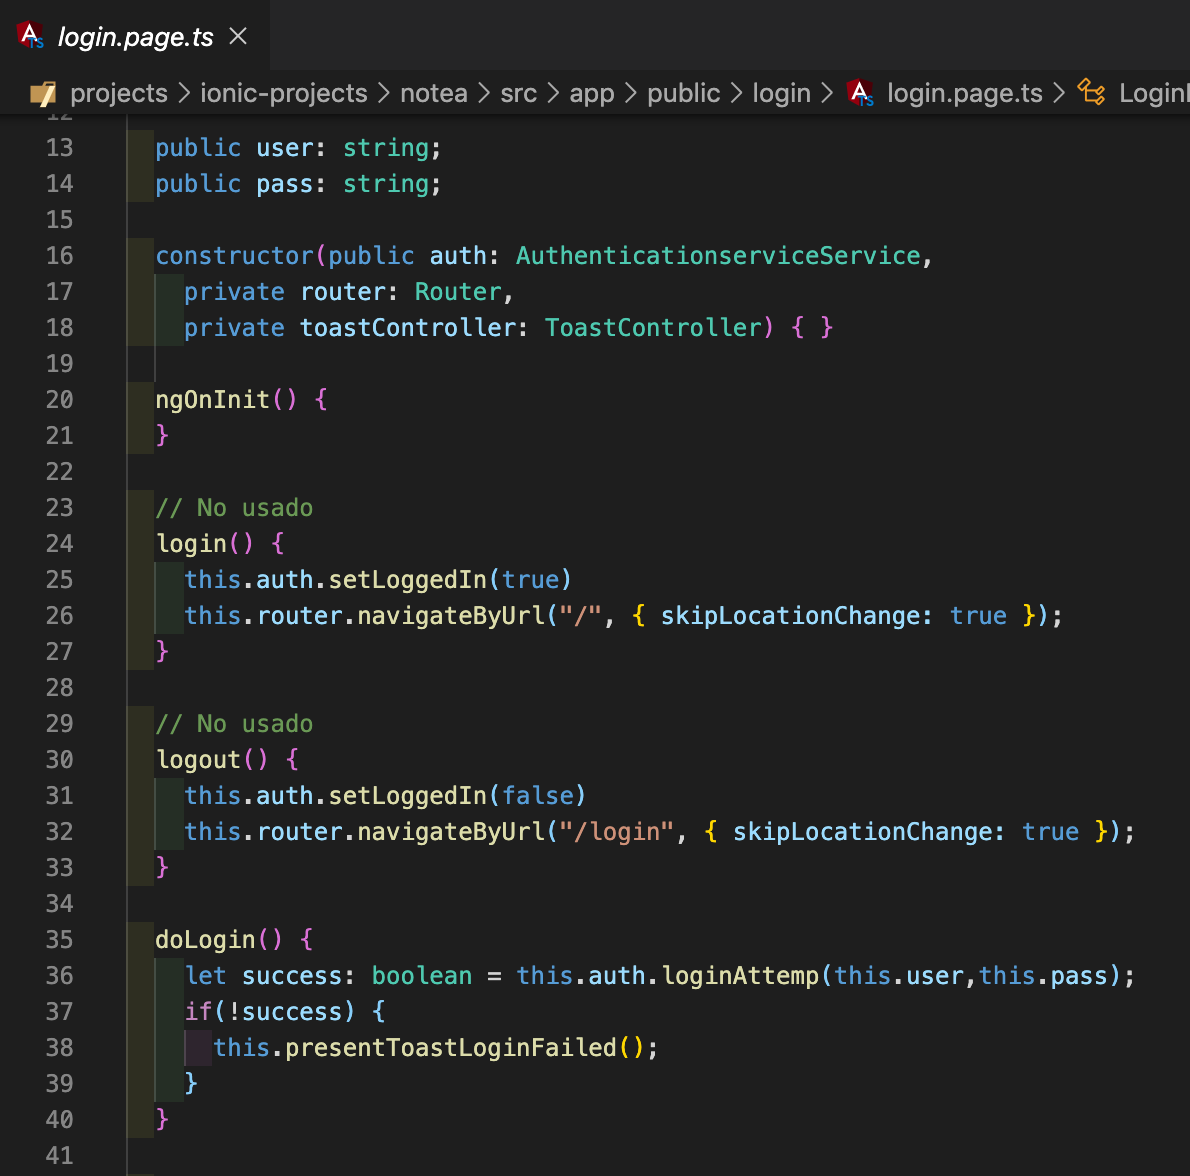 login.page.ts
projects > ionic-projects > notea > src > app > public > login > login.page.ts >
13 public user: string;
14 public pass: string;
15
16 constructor(public auth: AuthenticationserviceService,
17 private router: Router,
18 private toastController: ToastController) { }
19
20 ngOnInit() {
21 }
22
23 // No usado
24 login() {
25 this.auth.setLoggedIn(true)
26 this.router.navigateByUrl("/", { skipLocationChange: true });
27 }
28
29 // No usado
30 logout() {
31 this.auth.setLoggedIn(false)
32 this.router.navigateByUrl("/login", { skipLocationChange: true });
33 }
34
35 doLogin() {
36 let success: boolean = this.auth.loginAttemp(this.user,this.pass);
37 if(!success) {
38 this.presentToastLoginFailed();
39 }
40 }
41